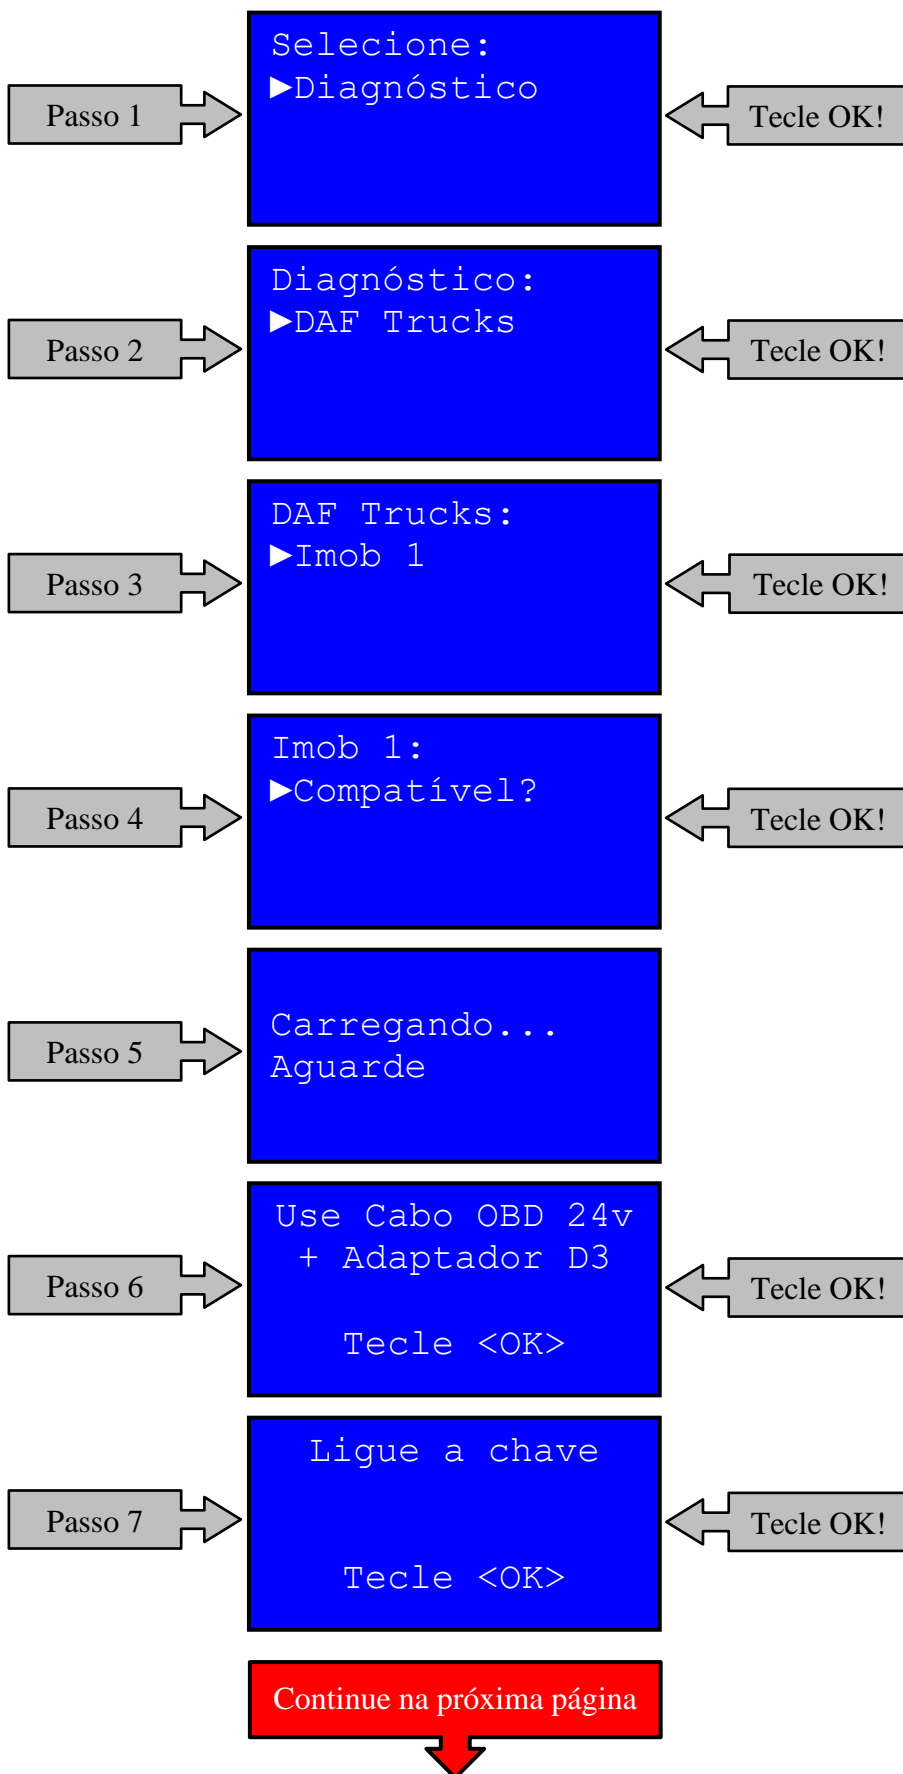 Selecione:
►Diagnóstico
Passo 1
Tecle OK!
Diagnóstico:
►DAF Trucks
Passo 2
Tecle OK!
DAF Trucks:
►Imob 1
Passo 3
Tecle OK!
Imob 1:
►Compatível?
Passo 4
Tecle OK!
Carregando...
Aguarde
Passo 5
Use Cabo OBD 24v
+ Adaptador D3
Tecle <OK>
Passo 6
Tecle OK!
Ligue a chave
Tecle <OK>
Passo 7
Tecle OK!
Continue na próxima página